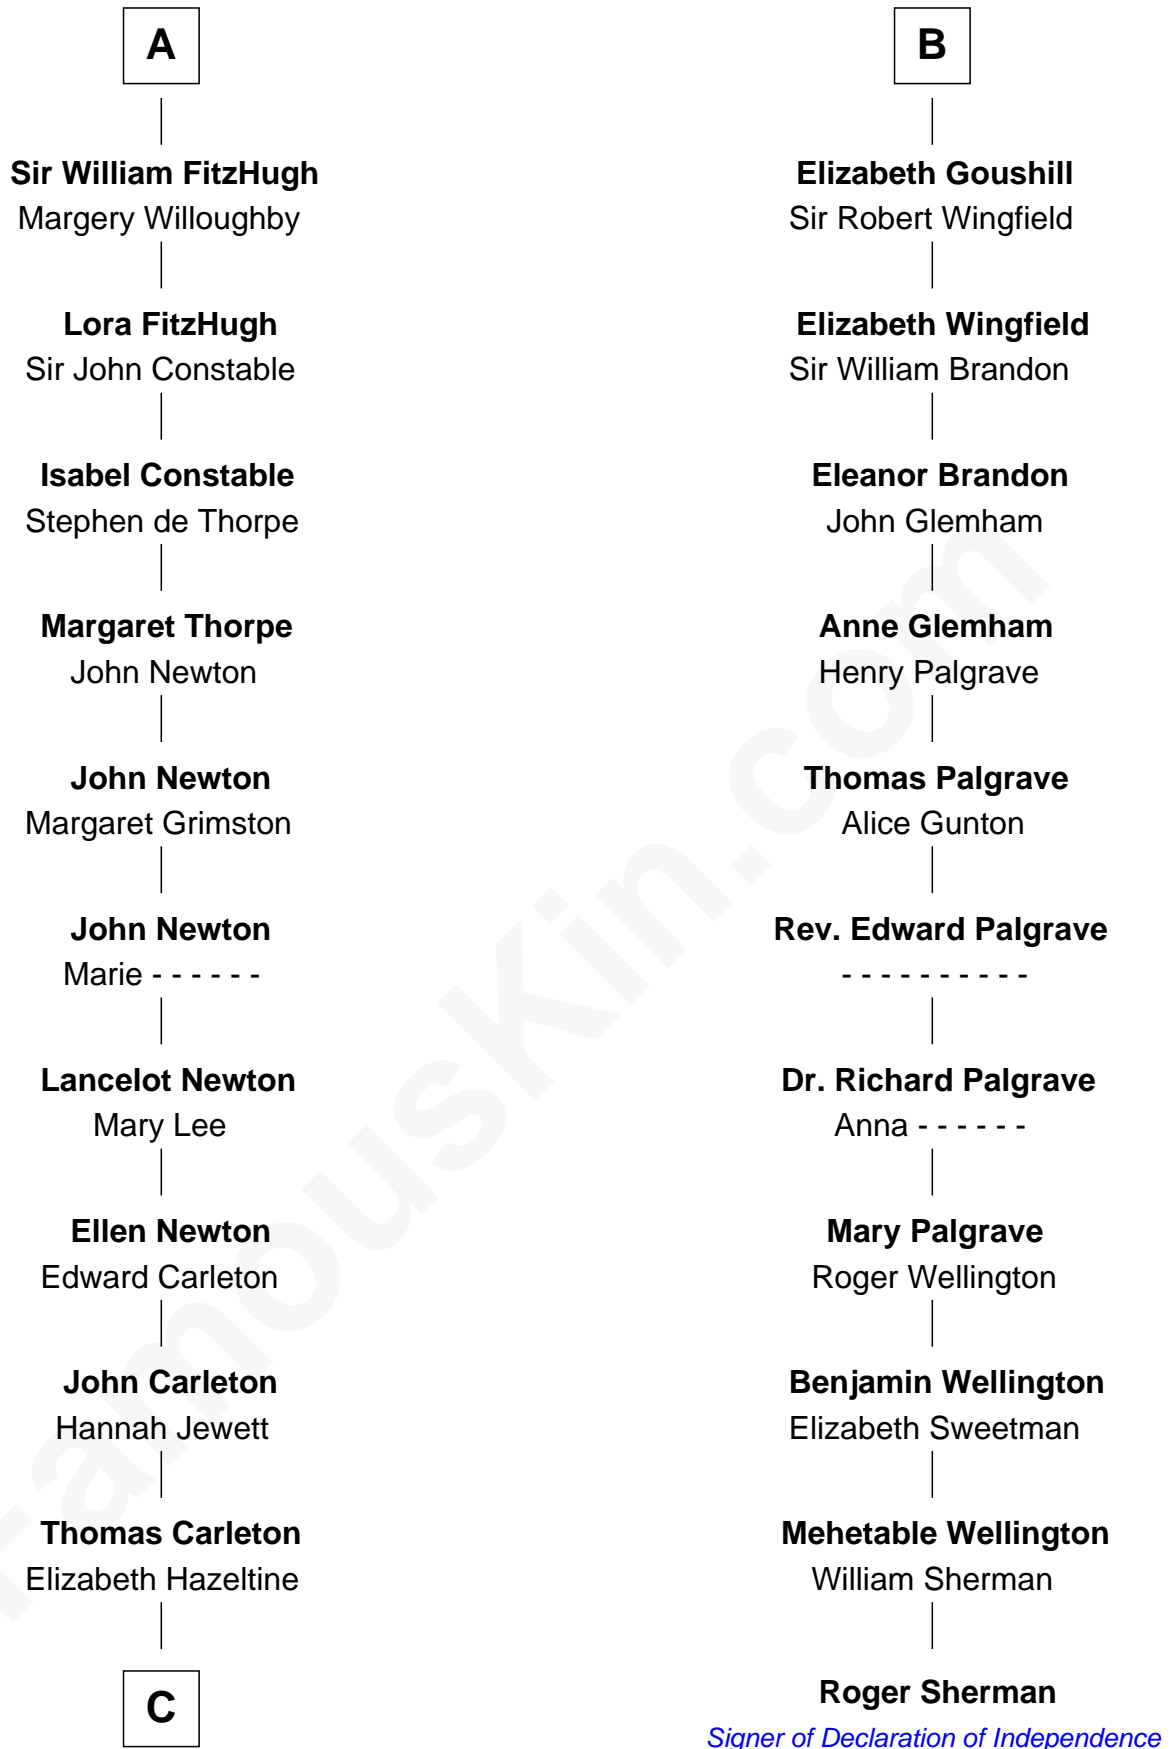 A
Sir William FitzHugh
Margery Willoughby
Lora FitzHugh
Sir John Constable
Isabel Constable
Stephen de Thorpe
Margaret Thorpe
John Newton
John Newton
Margaret Grimston
John Newton
Marie - - - - - -
Lancelot Newton
Mary Lee
Ellen Newton
Edward Carleton
John Carleton
Hannah Jewett
Thomas Carleton
Elizabeth Hazeltine
C
B
Elizabeth Goushill
Sir Robert Wingfield
Elizabeth Wingfield
Sir William Brandon
Eleanor Brandon
John Glemham
Anne Glemham
Henry Palgrave
Thomas Palgrave
Alice Gunton
Rev. Edward Palgrave
- - - - - - - - - -
Dr. Richard Palgrave
Anna - - - - - -
Mary Palgrave
Roger Wellington
Benjamin Wellington
Elizabeth Sweetman
Mehetable Wellington
William Sherman
Roger Sherman
Signer of Declaration of Independence
FamousKin.com